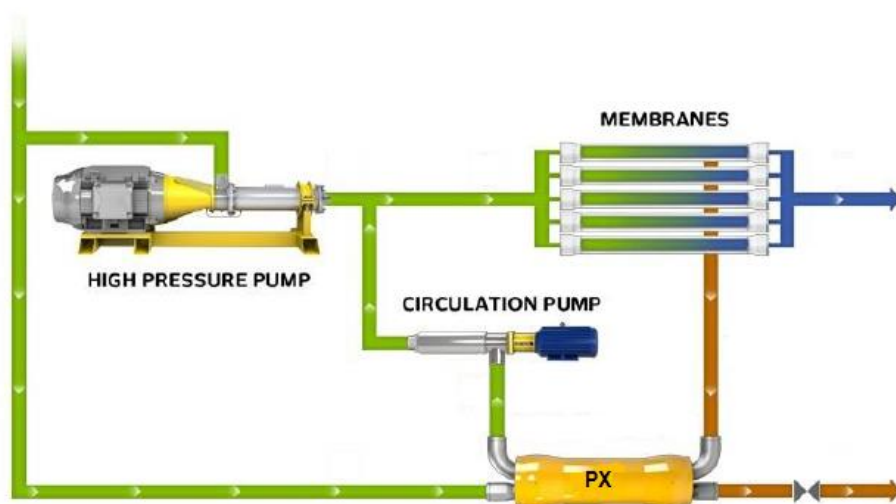 MEMBRANES
HIGH PRESSURE PUMP
CIRCULATION PUMP
PX